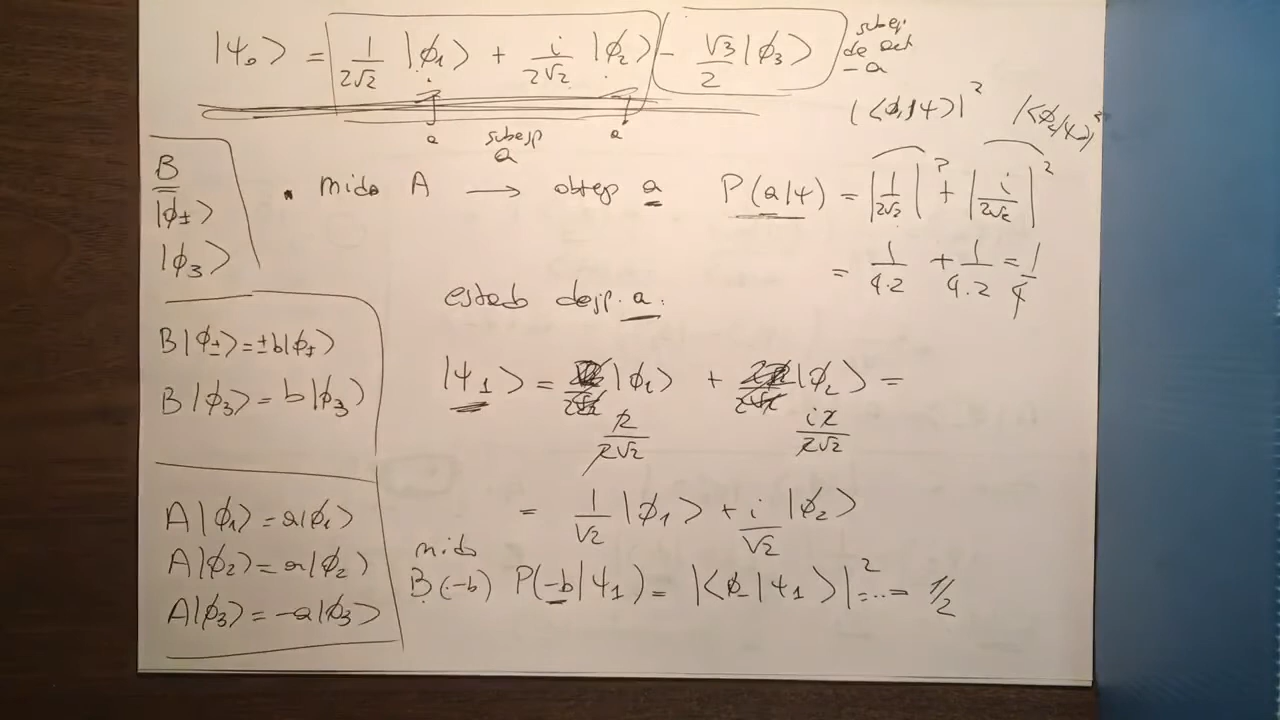 |ψ₀> = 1/2√2 |ϕ₁> + i/2√2 |ϕ₂> - √3/2 |ϕ₃>
subesp
de
-a
a subesp a
a
|<ϕ₁|ψ>|² |<ϕ₂|ψ₀>|²
B
|ϕ±>
|ϕ₃>
• mido A → obtego a P(a|ψ) = |1/2√2|² + |i/2√2|²
= 1/4.2 + 1/4.2 = 1/4
estado desp. a.
B|ϕ±> = ±b|ϕ±>
B|ϕ₃> = b|ϕ₃>
|ψ₁> = |ϕ₁> + |ϕ₂> =
2/2√2 i2/2√2
= 1/√2 |ϕ₁> + i/√2 |ϕ₂>
A|ϕ₁> = a|ϕ₁>
A|ϕ₂> = a|ϕ₂>
A|ϕ₃> = -a|ϕ₃>
mido
B (-b) P(-b|ψ₁) = |<ϕ-|ψ₁>|² = ... = 1/2